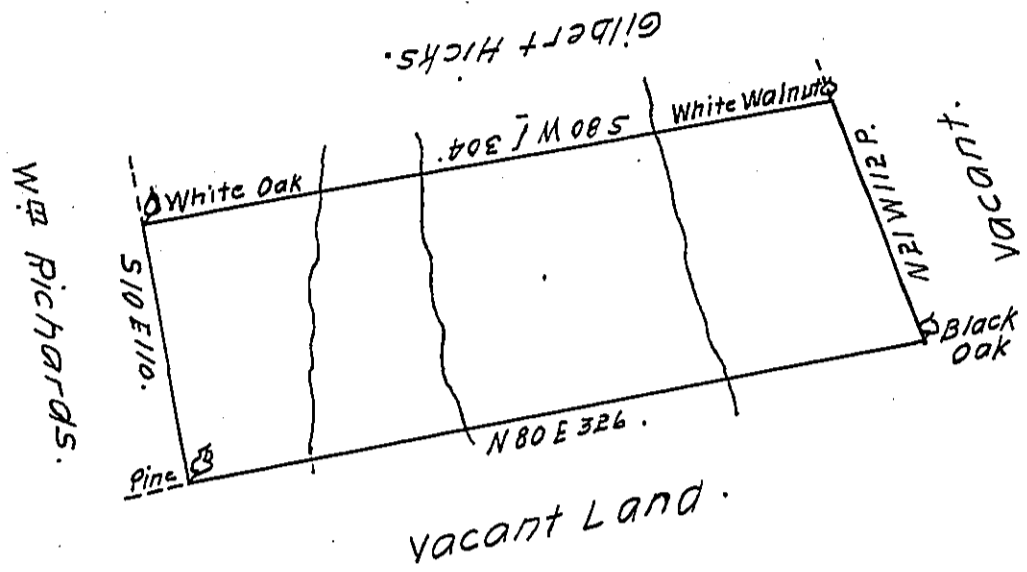 Gilbert Hicks.
S 80 W [ 304.
White Walnut
White Oak
Wm Richards.
S 10 E 110.
N 21 W 112 P.
Vacant.
Black
Oak
N 80 E 326.
Pine
Vacant Land.